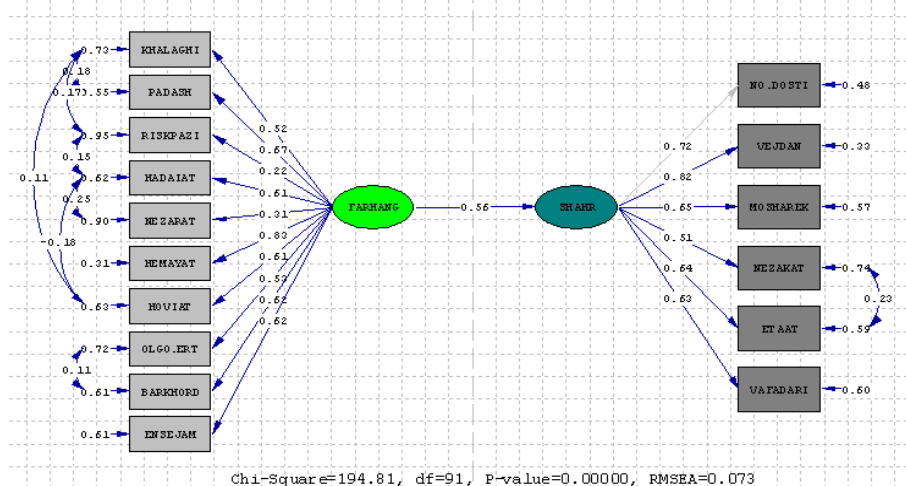 0.73 KHALAGHI
0.18
0.17 0.55 PADASH
0.95 RISKPAZI
0.15
0.62 HADAIAT
0.11
0.25
0.90 NEZARAT
-0.18
0.31 HEMAYAT
0.63 HOVIAT
0.72 OLGO.ERT
0.11
0.61 BARKHORD
0.61 ENSEJAM
0.52
0.67
0.22
0.61
0.31
0.83
0.61
0.53
0.62
0.62
FARHANG 0.56 SHAHR
0.72
0.82
0.65
0.51
0.64
0.63
NO.DOSTI 0.48
VEJDAN 0.33
MOSHAREK 0.57
NEZAKAT 0.74
0.23
ETAAT 0.59
VAFADARI 0.60
Chi-Square=194.81, df=91, P-value=0.00000, RMSEA=0.073